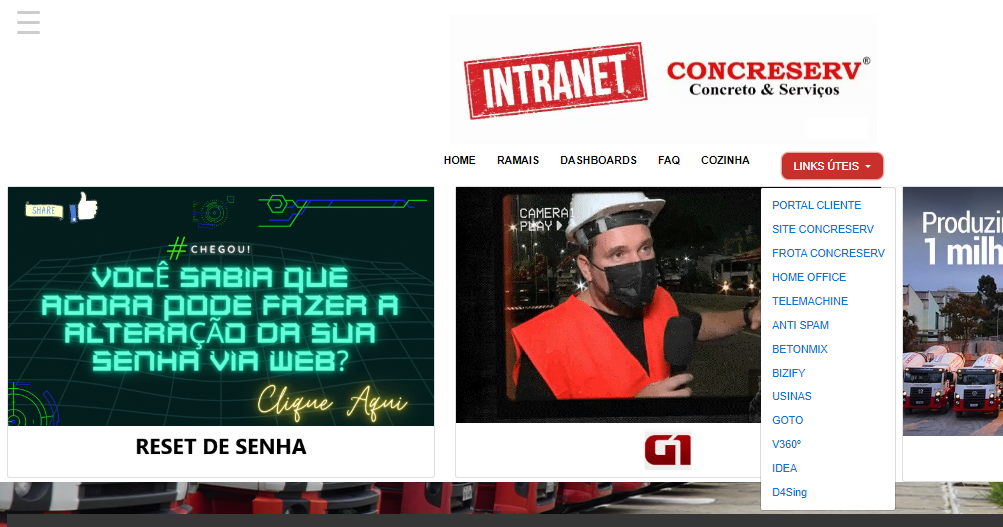 INTRANET
CONCRESERV®
Concreto & Serviços
HOME RAMAIS DASHBOARDS FAQ COZINHA LINKS ÚTEIS
PORTAL CLIENTE
SITE CONCRESERV
FROTA CONCRESERV
HOME OFFICE
TELEMACHINE
ANTI SPAM
BETONMIX
BIZIFY
USINAS
GOTO
V360º
IDEA
D4Sing
SHARE
#CHEGOU!
VOCÊ SABIA QUE
AGORA PODE FAZER A
ALTERAÇÃO DA SUA
SENHA VIA WEB?
Clique Aqui
RESET DE SENHA
CAMERA1
PLAY
G1
Produzi
1 milh